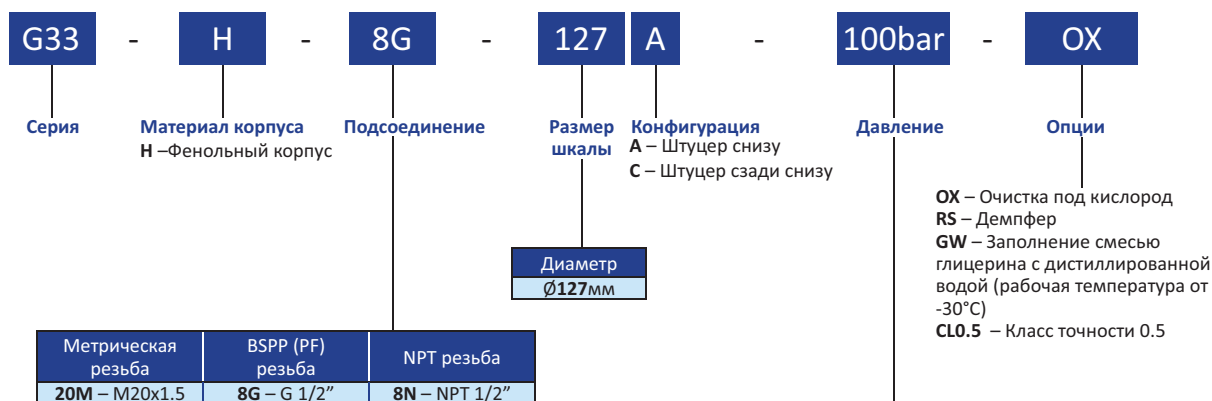 G33 - H - 8G - 127 A - 100bar - OX
Серия
Материал корпуса
H –Фенольный корпус
Подсоединение
Размер
шкалы
Конфигурация
A – Штуцер снизу
C – Штуцер сзади снизу
Давление
Опции
OX – Очистка под кислород
RS – Демпфер
GW – Заполнение смесью
глицерина с дистиллированной
водой (рабочая температура от
-30°C)
CL0.5 – Класс точности 0.5
Диаметр
Ø127мм
Метрическая
резьба
BSPP (PF)
резьба
NPT резьба
20M – M20x1.5
8G – G 1/2”
8N – NPT 1/2”